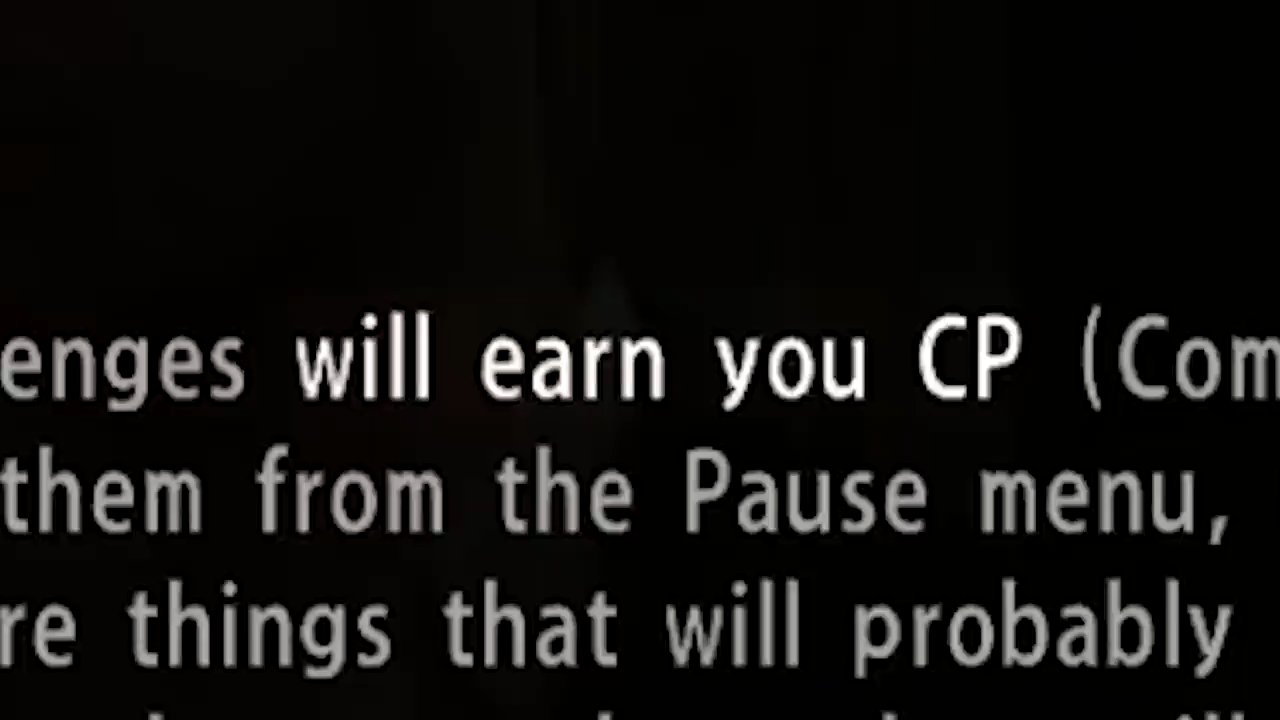 enges will earn you CP (Com
them from the Pause menu,
re things that will probably